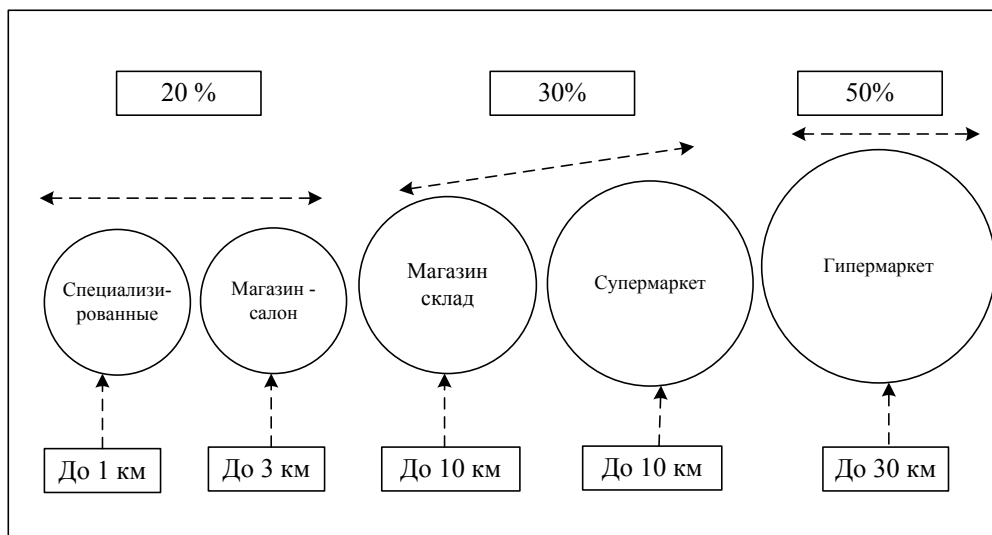 20 %
30%
50%
Специализи-
рованные
Магазин -
салон
Магазин
склад
Супермаркет
Гипермаркет
До 1 км
До 3 км
До 10 км
До 10 км
До 30 км